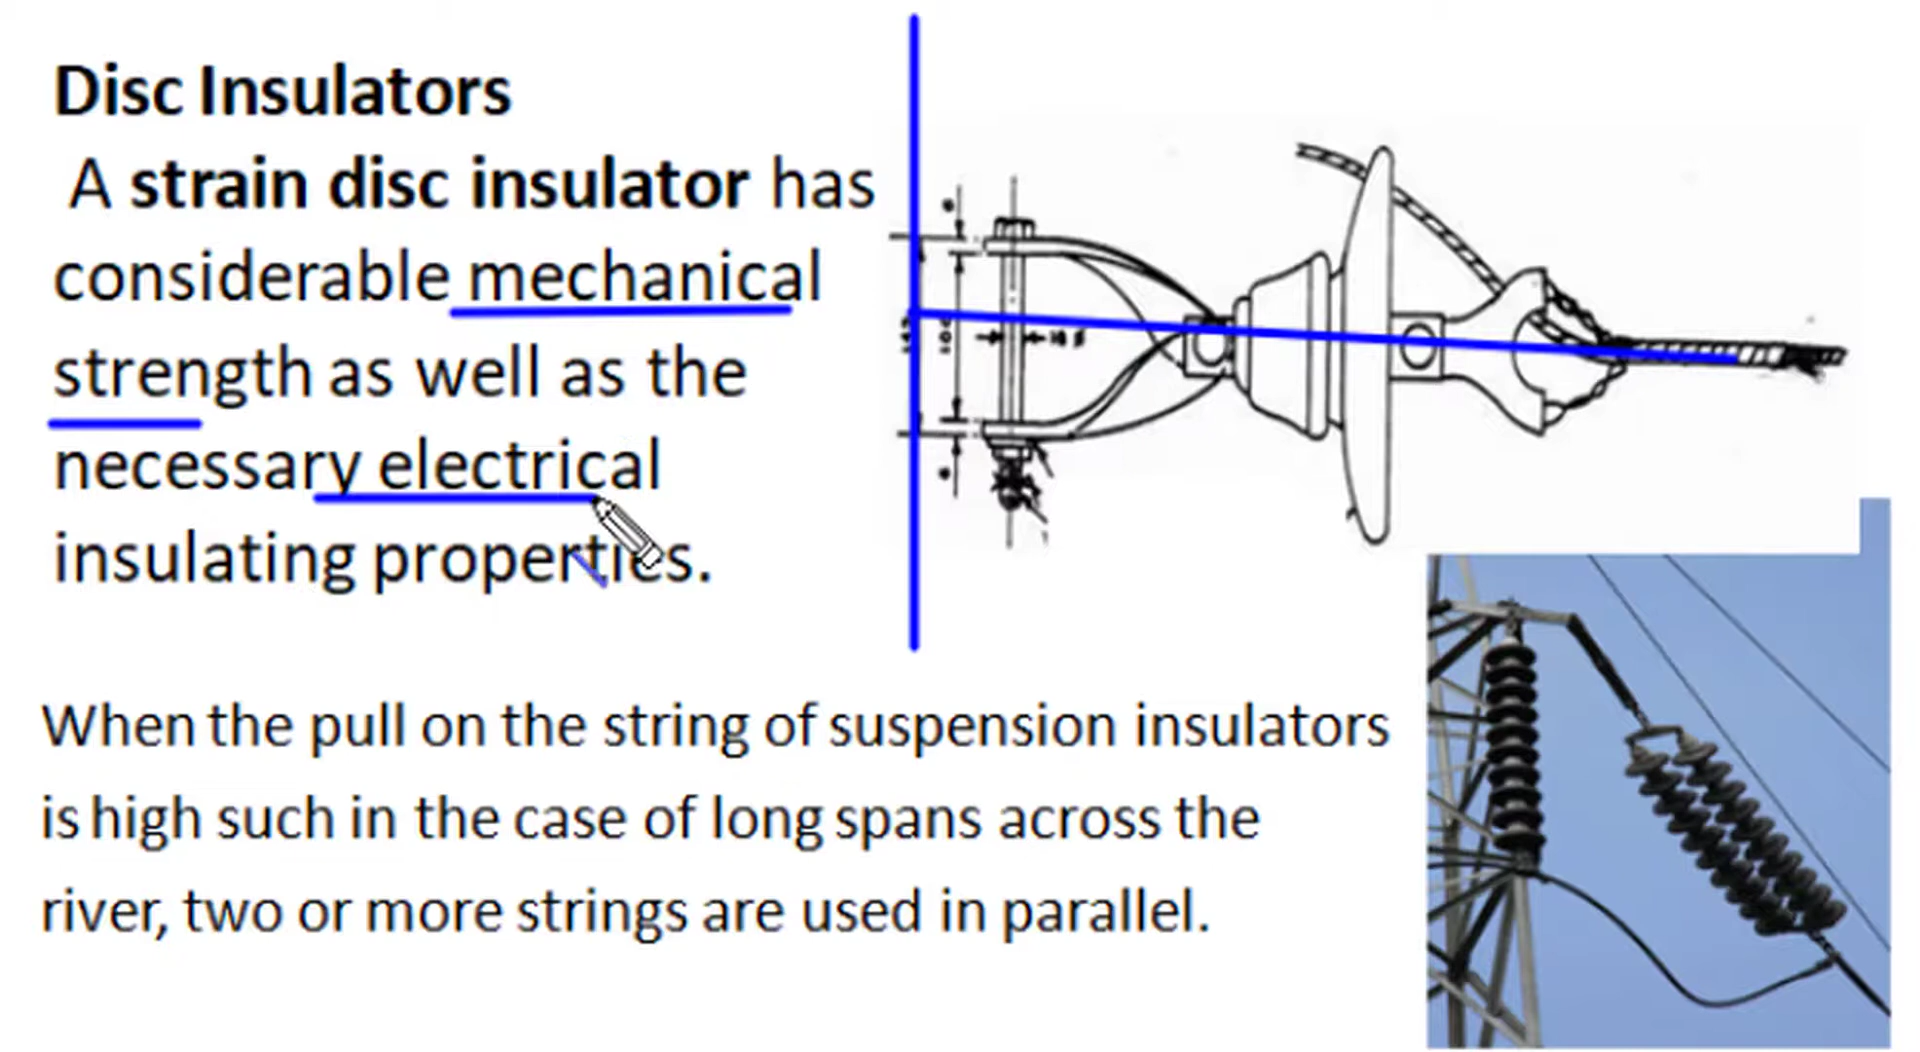 Disc Insulators
A strain disc insulator has
considerable mechanical
strength as well as the
necessary electrical
insulating properties.
When the pull on the string of suspension insulators
is high such in the case of long spans across the
river, two or more strings are used in parallel.